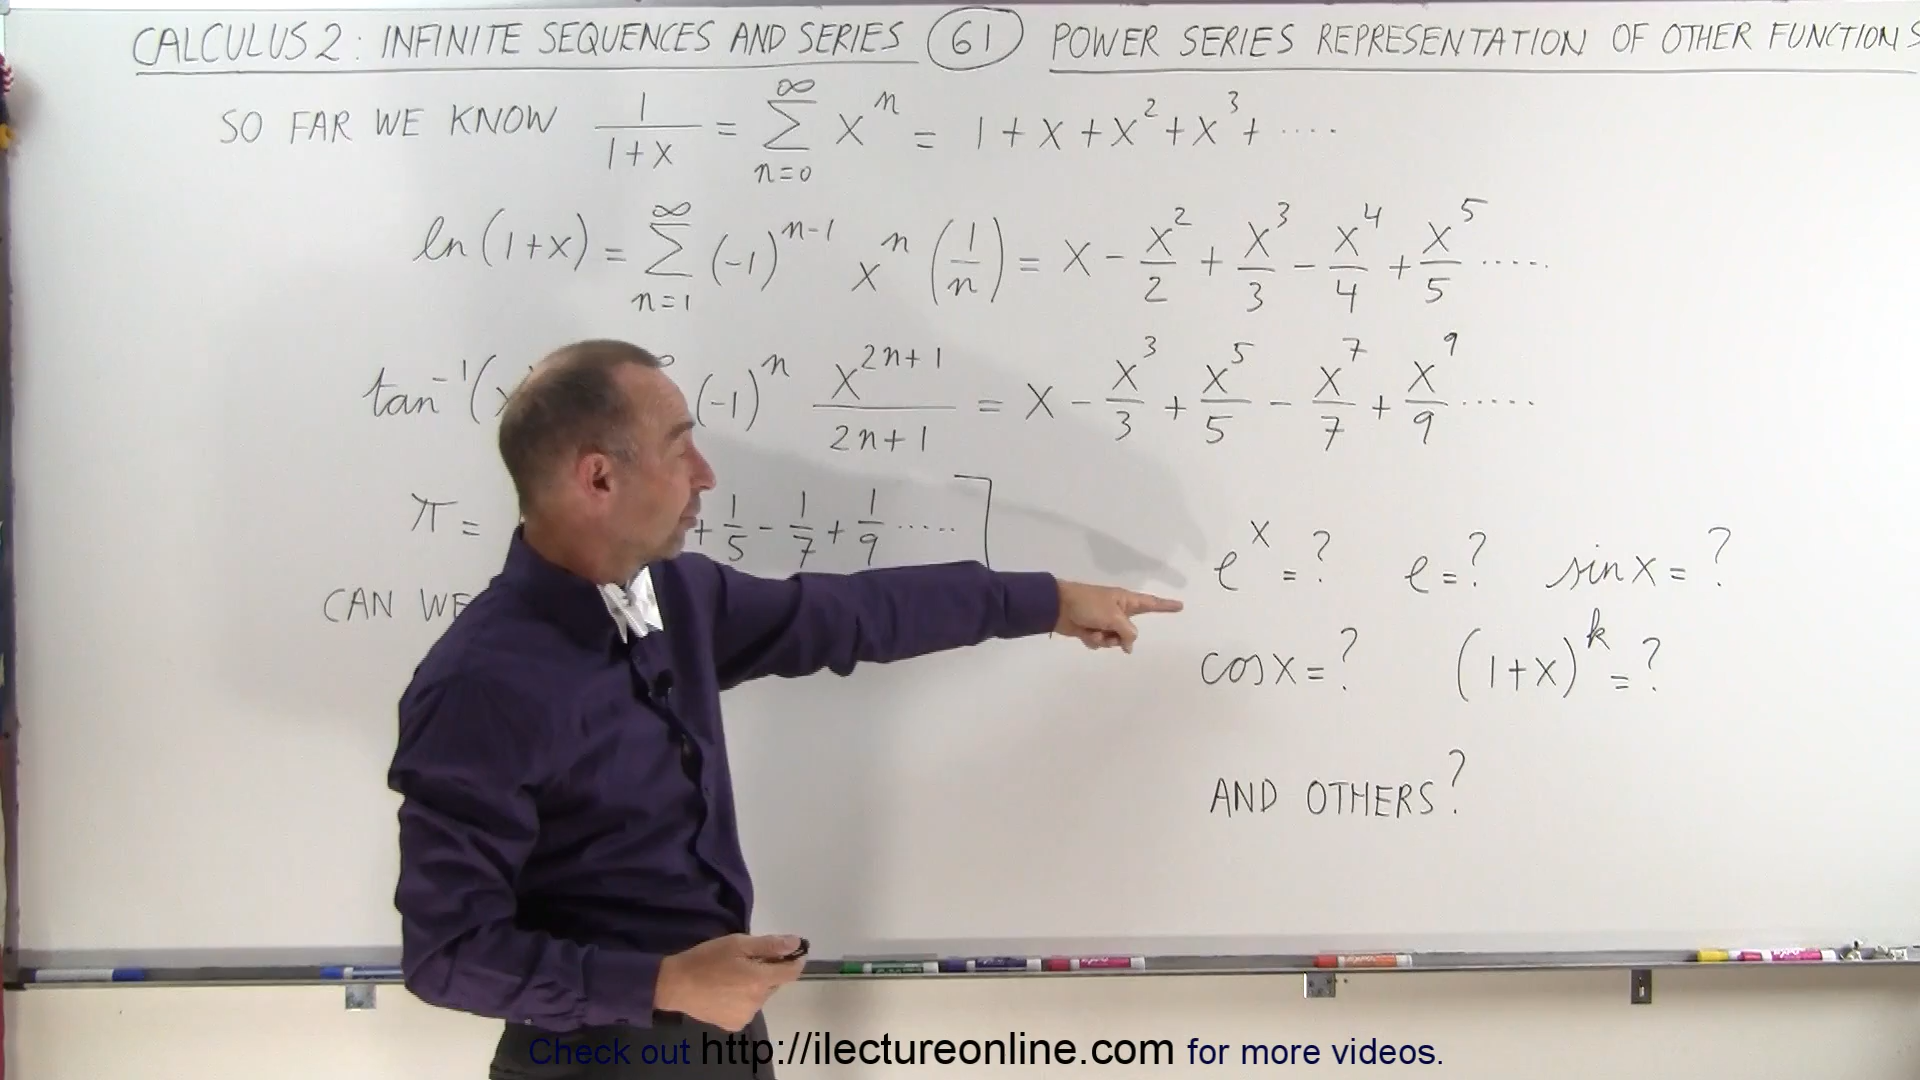 CALCULUS 2: INFINITE SEQUENCES AND SERIES 61 POWER SERIES REPRESENTATION OF OTHER FUNCTIONS
SO FAR WE KNOW 1/(1+x) = ∞∑n=0 x^n = 1 + x + x^2 + x^3 + ....
ln(1+x) = ∞∑n=1 (-1)^(n-1) x^n (1/n) = x - x^2/2 + x^3/3 - x^4/4 + x^5/5 .....
tan^-1(x (-1)^n x^(2n+1)/(2n+1) = x - x^3/3 + x^5/5 - x^7/7 + x^9/9 .....
π = + 1/5 - 1/7 + 1/9 ..... ]
CAN WE
e^x = ? e = ? sin x = ?
cos x = ? (1+x)^k = ?
AND OTHERS?
Check out http://ilectureonline.com for more videos.